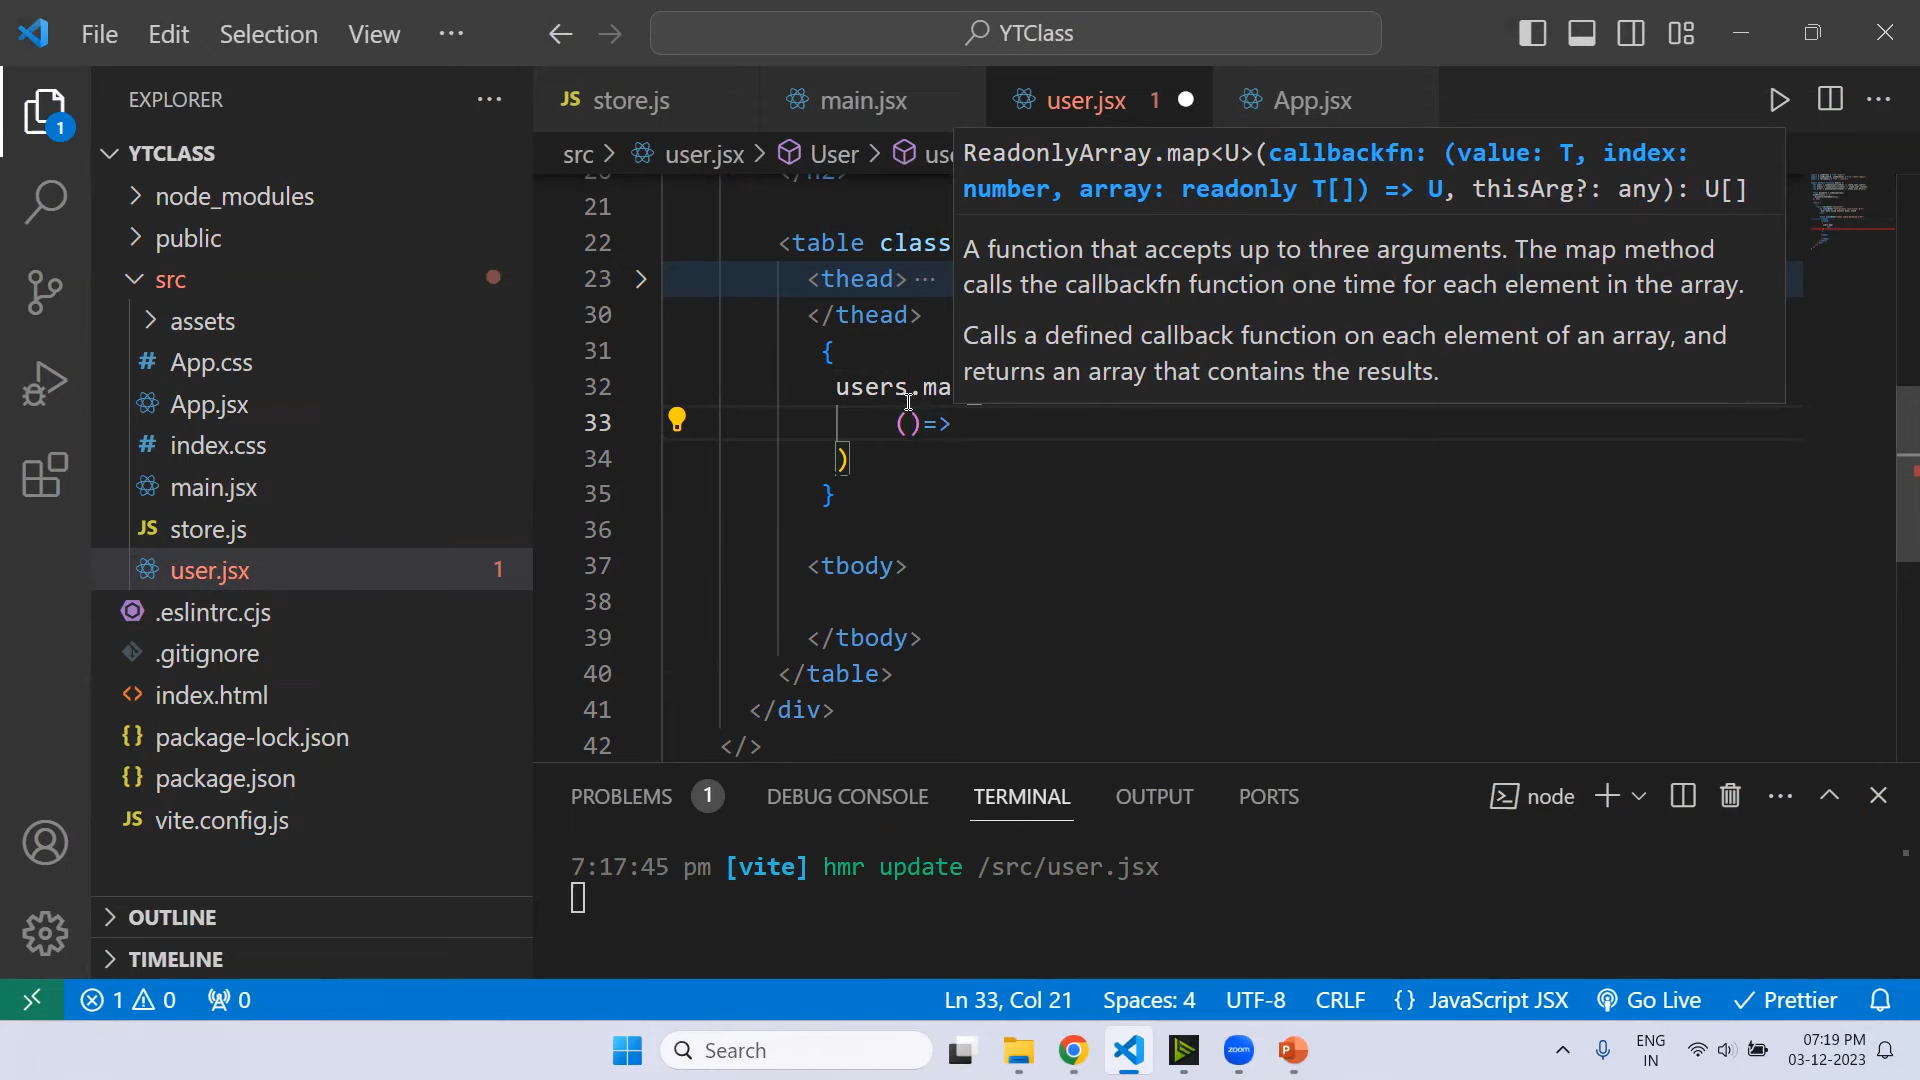 File Edit Selection View ···
YTClass
EXPLORER
YTCLASS
node_modules
public
src
assets
App.css
App.jsx
index.css
main.jsx
store.js
user.jsx 1
.eslintrc.cjs
.gitignore
index.html
package-lock.json
package.json
vite.config.js
OUTLINE
TIMELINE
1
JS store.js
main.jsx
user.jsx 1
App.jsx
src > user.jsx > User > us
ReadonlyArray.map<U>(callbackfn: (value: T, index:
number, array: readonly T[]) => U, thisArg?: any): U[]
A function that accepts up to three arguments. The map method
calls the callbackfn function one time for each element in the array.
Calls a defined callback function on each element of an array, and
returns an array that contains the results.
21
22 <table class
23 <thead>···
30 </thead>
31 {
32 users.ma
33 ()=>
34 )
35 }
36
37 <tbody>
38
39 </tbody>
40 </table>
41 </div>
42 </>
PROBLEMS 1 DEBUG CONSOLE TERMINAL OUTPUT PORTS
node
7:17:45 pm [vite] hmr update /src/user.jsx
1 0 0
Ln 33, Col 21 Spaces: 4 UTF-8 CRLF {} JavaScript JSX Go Live Prettier
Search
zoom
ENG
IN
07:19 PM
03-12-2023